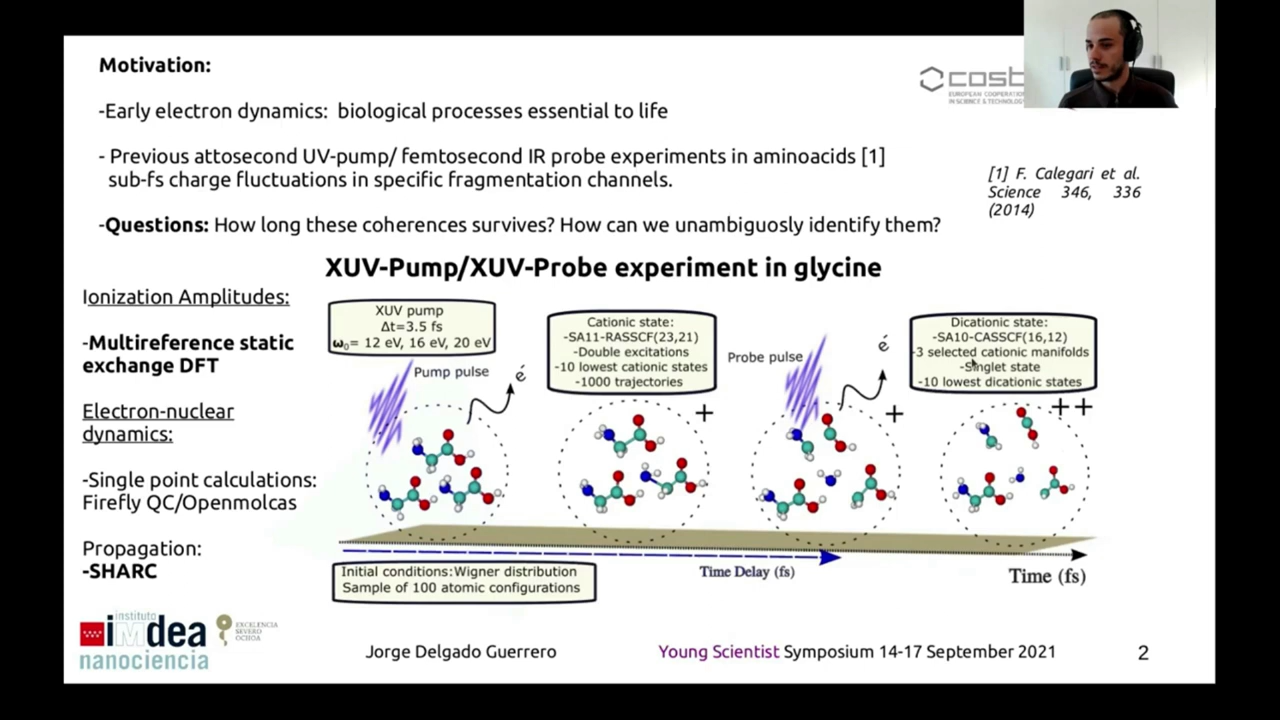 Motivation:
-Early electron dynamics: biological processes essential to life
- Previous attosecond UV-pump/ femtosecond IR probe experiments in aminoacids [1]
sub-fs charge fluctuations in specific fragmentation channels.
-Questions: How long these coherences survives? How can we unambiguously identify them?
cost
EUROPEAN COOPERATION
IN SCIENCE & TECHNOLOGY
[1] F. Calegari et al.
Science 346, 336
(2014)
XUV-Pump/XUV-Probe experiment in glycine
Ionization Amplitudes:
-Multireference static
exchange DFT
Electron-nuclear
dynamics:
-Single point calculations:
Firefly QC/Openmolcas
Propagation:
-SHARC
XUV pump
Δt=3.5 fs
ω₀= 12 eV, 16 eV, 20 eV
Pump pulse
é
Cationic state:
-SA11-RASSCF(23,21)
-Double excitations
-10 lowest cationic states
-1000 trajectories
+
Probe pulse
é
+
Dicationic state:
-SA10-CASSCF(16,12)
-3 selected cationic manifolds
-Singlet state
-10 lowest dicationic states
++
Time Delay (fs)
Time (fs)
Initial conditions:Wigner distribution
Sample of 100 atomic configurations
instituto
iMdea
nanociencia
EXCELENCIA
SEVERO
OCHOA
Jorge Delgado Guerrero
Young Scientist Symposium 14-17 September 2021
2